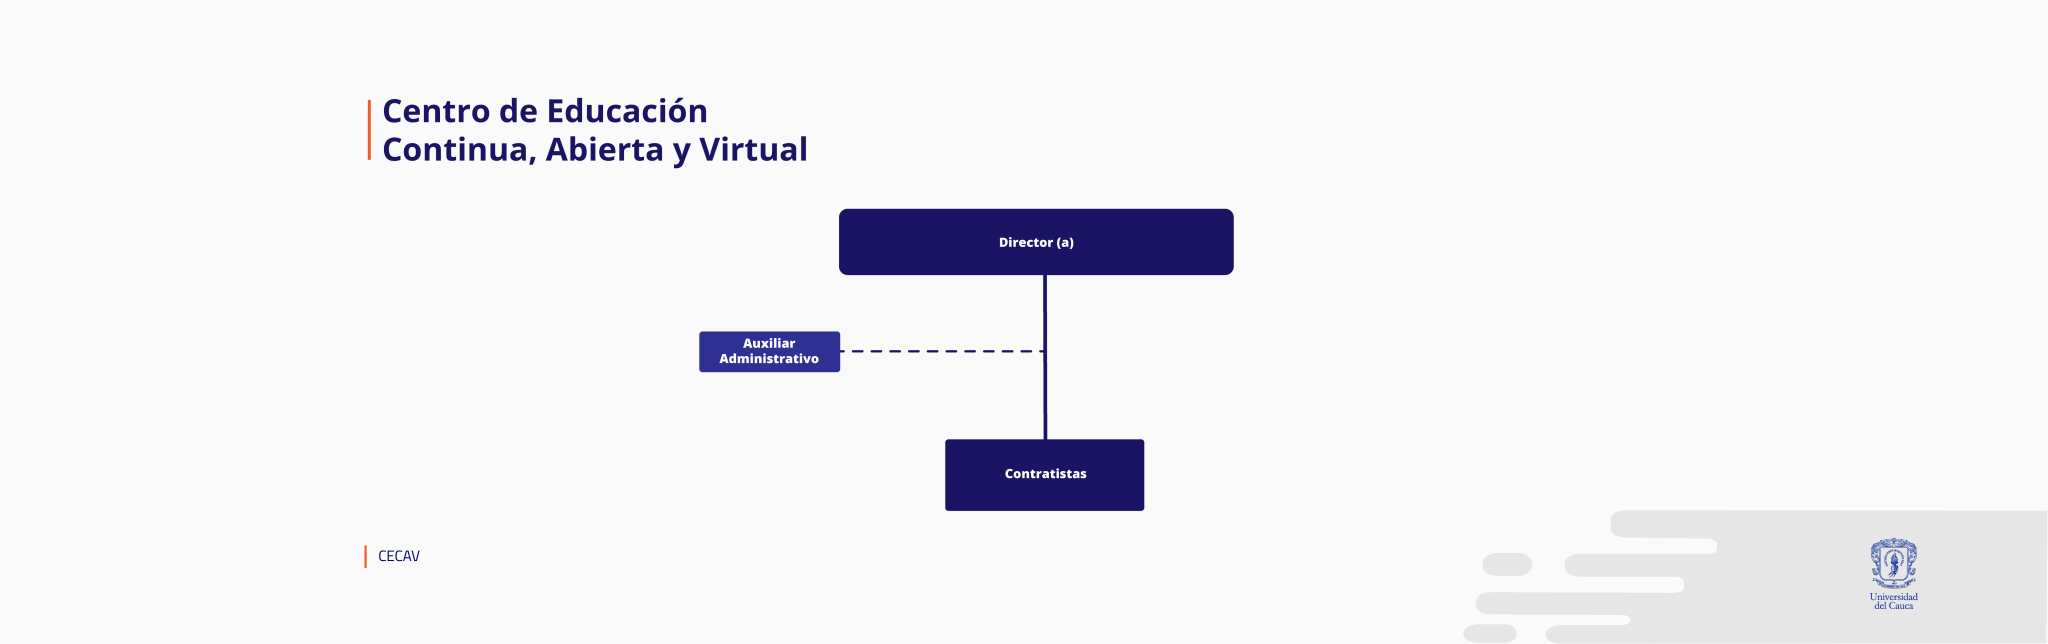 Centro de Educación
Continua, Abierta y Virtual
Director (a)
Auxiliar
Administrativo
Contratistas
CECAV
Universidad
del Cauca